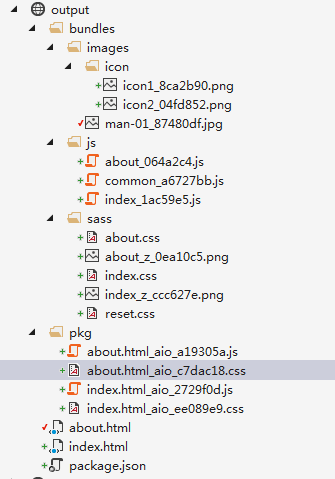 output
bundles
images
icon
icon1_8ca2b90.png
icon2_04fd852.png
man-01_87480df.jpg
js
about_064a2c4.js
common_a6727bb.js
index_1ac59e5.js
sass
about.css
about_z_0ea10c5.png
index.css
index_z_ccc627e.png
reset.css
pkg
about.html_aio_a19305a.js
about.html_aio_c7dac18.css
index.html_aio_2729f0d.js
index.html_aio_ee089e9.css
about.html
index.html
package.json